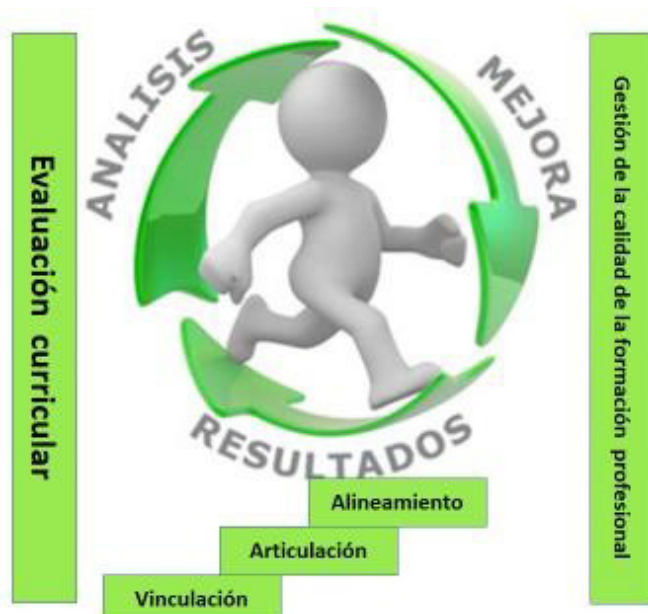 Evaluación curricular
ANALISIS
MEJORA
RESULTADOS
Gestión de la calidad de la formación profesional
Alineamiento
Articulación
Vinculación